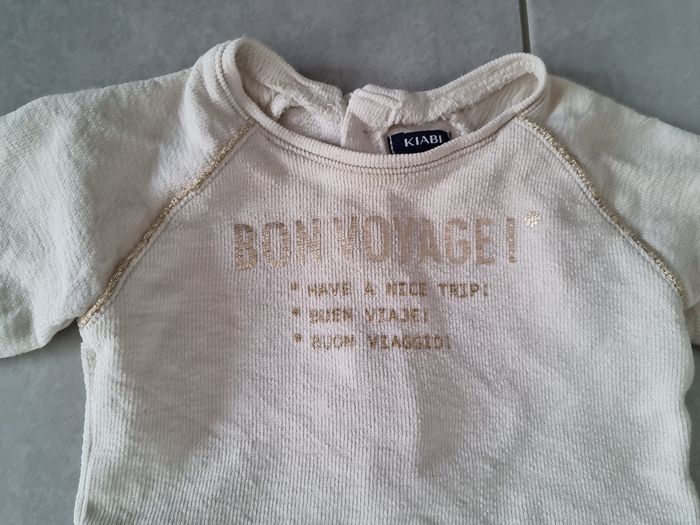 KIABI
BON VOYAGE ! *
* HAVE A NICE TRIP!
* BUEN VIAJE!
* BUON VIAGGIO!